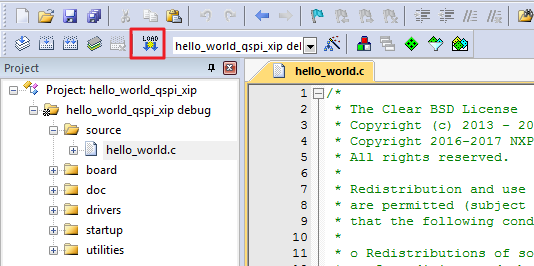 LOAD
hello_world_qspi_xip del
Project
hello_world.c
Project: hello_world_qspi_xip
hello_world_qspi_xip debug
source
hello_world.c
board
doc
drivers
startup
utilities
1 /*
2 * The Clear BSD License
3 * Copyright (c) 2013 - 20
4 * Copyright 2016-2017 NXP
5 * All rights reserved.
6 *
7 * Redistribution and use
8 * are permitted (subject
9 * that the following cond
10 *
11 * o Redistributions of so
12